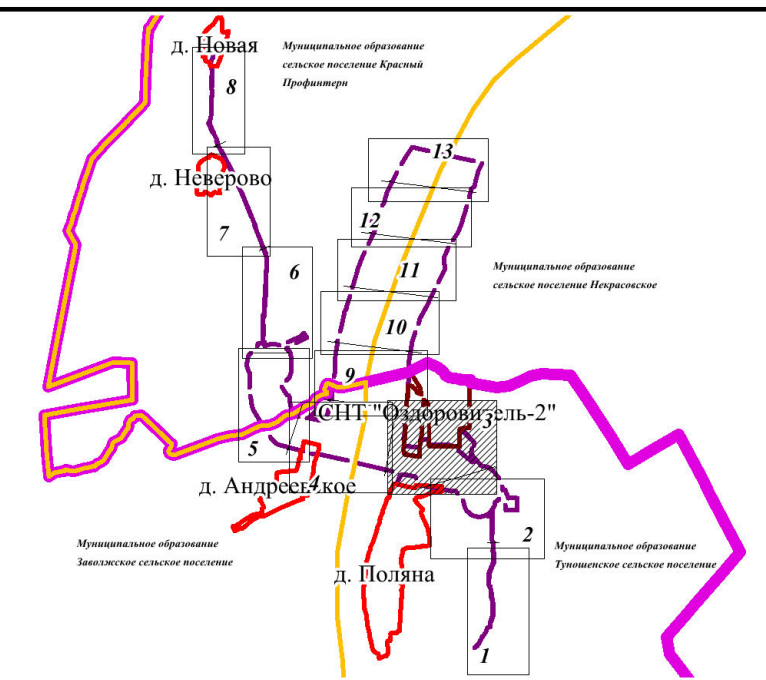 д. Новая
Муниципальное образование
сельское поселение Красный
Профинтерн
8
13
д. Неверово
12
7
6
11
Муниципальное образование
сельское поселение Некрасовское
10
9
СНТ "Оздоровитель-2"
3
5
4
д. Андреевское
2
Муниципальное образование
Заволжское сельское поселение
Муниципальное образование
Туношенское сельское поселение
д. Поляна
1